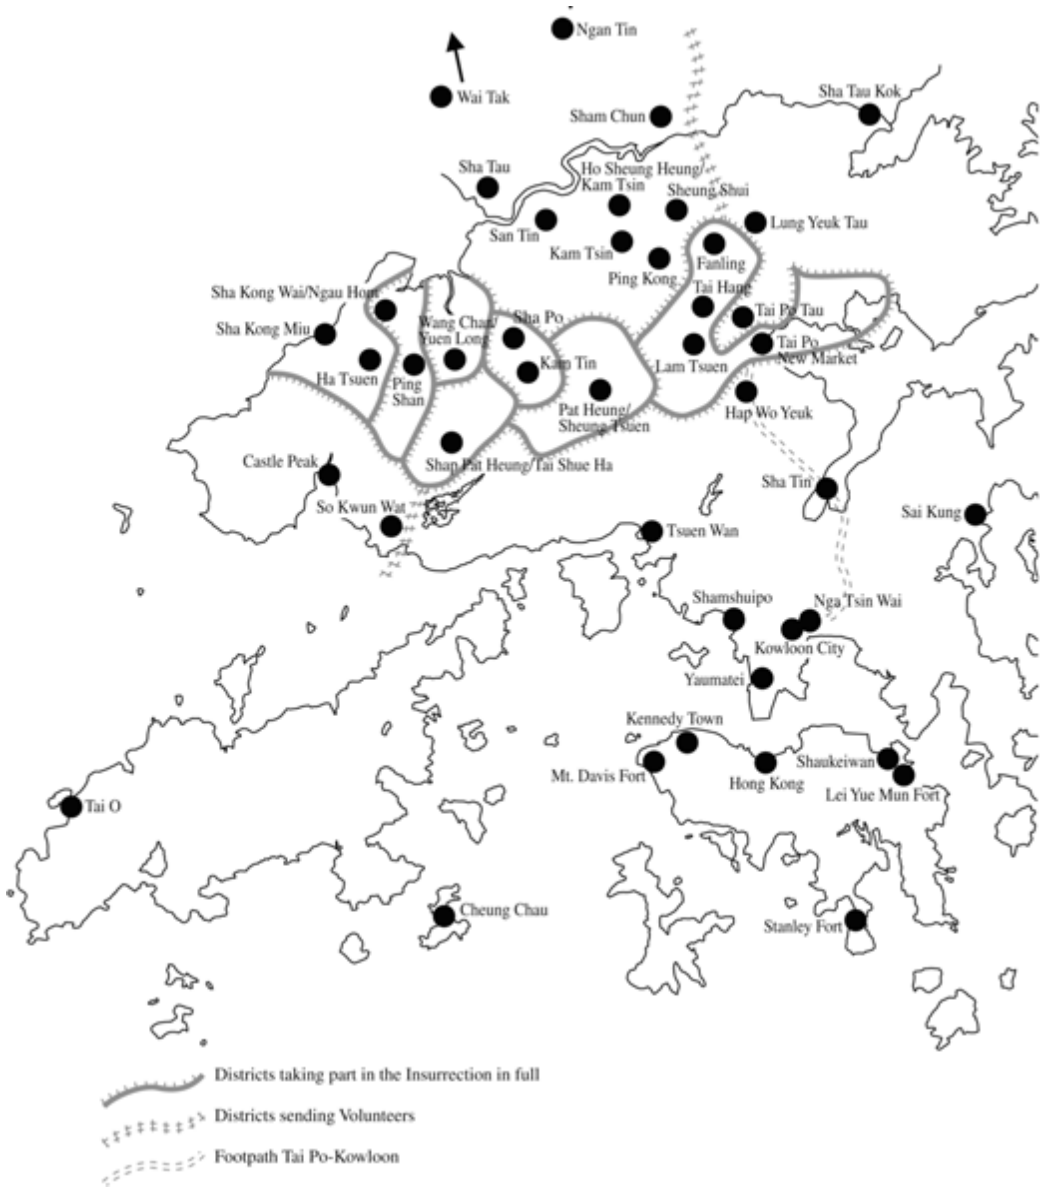 Ngan Tin
Wai Tak
Sha Tau Kok
Sham Chun
Sha Tau
Ho Sheung Heung/
Kam Tsin
Sheung Shui
San Tin
Lung Yeuk Tau
Kam Tsin
Fanling
Ping Kong
Sha Kong Wai/Ngau Hom
Tai Hang
Sha Kong Miu
Wang Chau/
Yuen Long
Sha Po
Tai Po Tau
Tai Po
New Market
Ha Tsuen
Ping
Shan
Kam Tin
Lam Tsuen
Pat Heung/
Sheung Tsuen
Hap Wo Yeuk
Castle Peak
Shap Pat Heung/Tai Shue Ha
Sha Tin
So Kwun Wat
Sai Kung
Tsuen Wan
Shamshuipo
Nga Tsin Wai
Kowloon City
Yaumatei
Kennedy Town
Mt. Davis Fort
Hong Kong
Shaukeiwan
Lei Yue Mun Fort
Tai O
Cheung Chau
Stanley Fort
Districts taking part in the Insurrection in full
Districts sending Volunteers
Footpath Tai Po-Kowloon